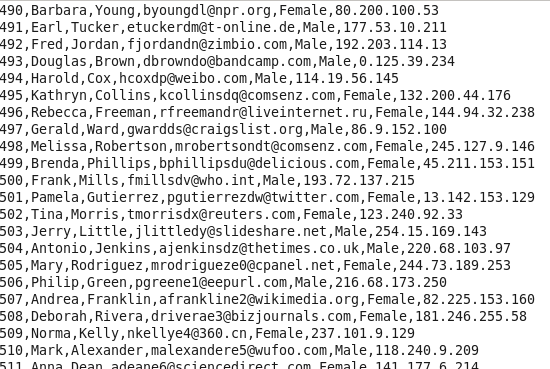 490,Barbara,Young,byoungdl@npr.org,Female,80.200.100.53
491,Earl,Tucker,etuckerdm@t-online.de,Male,177.53.10.211
492,Fred,Jordan,fjordandn@zimbio.com,Male,192.203.114.13
493,Douglas,Brown,dbrowndo@bandcamp.com,Male,0.125.39.234
494,Harold,Cox,hcoxdp@weibo.com,Male,114.19.56.145
495,Kathryn,Collins,kcollinsdq@comsenz.com,Female,132.200.44.176
496,Rebecca,Freeman,rfreemandr@liveinternet.ru,Female,144.94.32.238
497,Gerald,Ward,gwardds@craigslist.org,Male,86.9.152.100
498,Melissa,Robertson,mrobertsondt@comsenz.com,Female,245.127.9.146
499,Brenda,Phillips,bphillipsdu@delicious.com,Female,45.211.153.151
500,Frank,Mills,fmillsdv@who.int,Male,193.72.137.215
501,Pamela,Gutierrez,pgutierrezdw@twitter.com,Female,13.142.153.129
502,Tina,Morris,tmorrisdx@reuters.com,Female,123.240.92.33
503,Jerry,Little,jlittledy@slideshare.net,Male,254.15.169.143
504,Antonio,Jenkins,ajenkinsdz@thetimes.co.uk,Male,220.68.103.97
505,Mary,Rodriguez,mrodrigueze0@cpanel.net,Female,244.73.189.253
506,Philip,Green,pgreene1@eepurl.com,Male,216.68.173.250
507,Andrea,Franklin,afrankline2@wikimedia.org,Female,82.225.153.160
508,Deborah,Rivera,driverae3@bizjournals.com,Female,181.246.255.58
509,Norma,Kelly,nkellye4@360.cn,Female,237.101.9.129
510,Mark,Alexander,malexandere5@wufoo.com,Male,118.240.9.209
511,Anna,Dean,adeane6@sciencedirect.com,Female,141.177.6.214